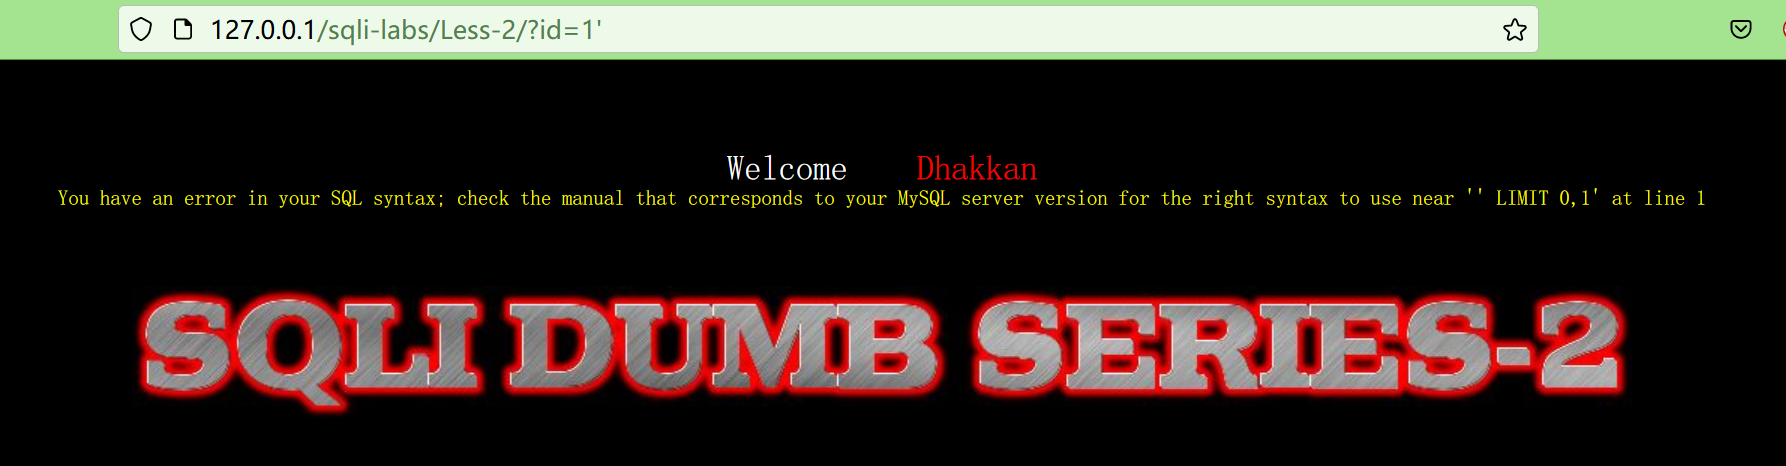 127.0.0.1/sqli-labs/Less-2/?id=1'
Welcome Dhakkan
You have an error in your SQL syntax; check the manual that corresponds to your MySQL server version for the right syntax to use near '' LIMIT 0,1' at line 1
SQLI DUMB SERIES-2